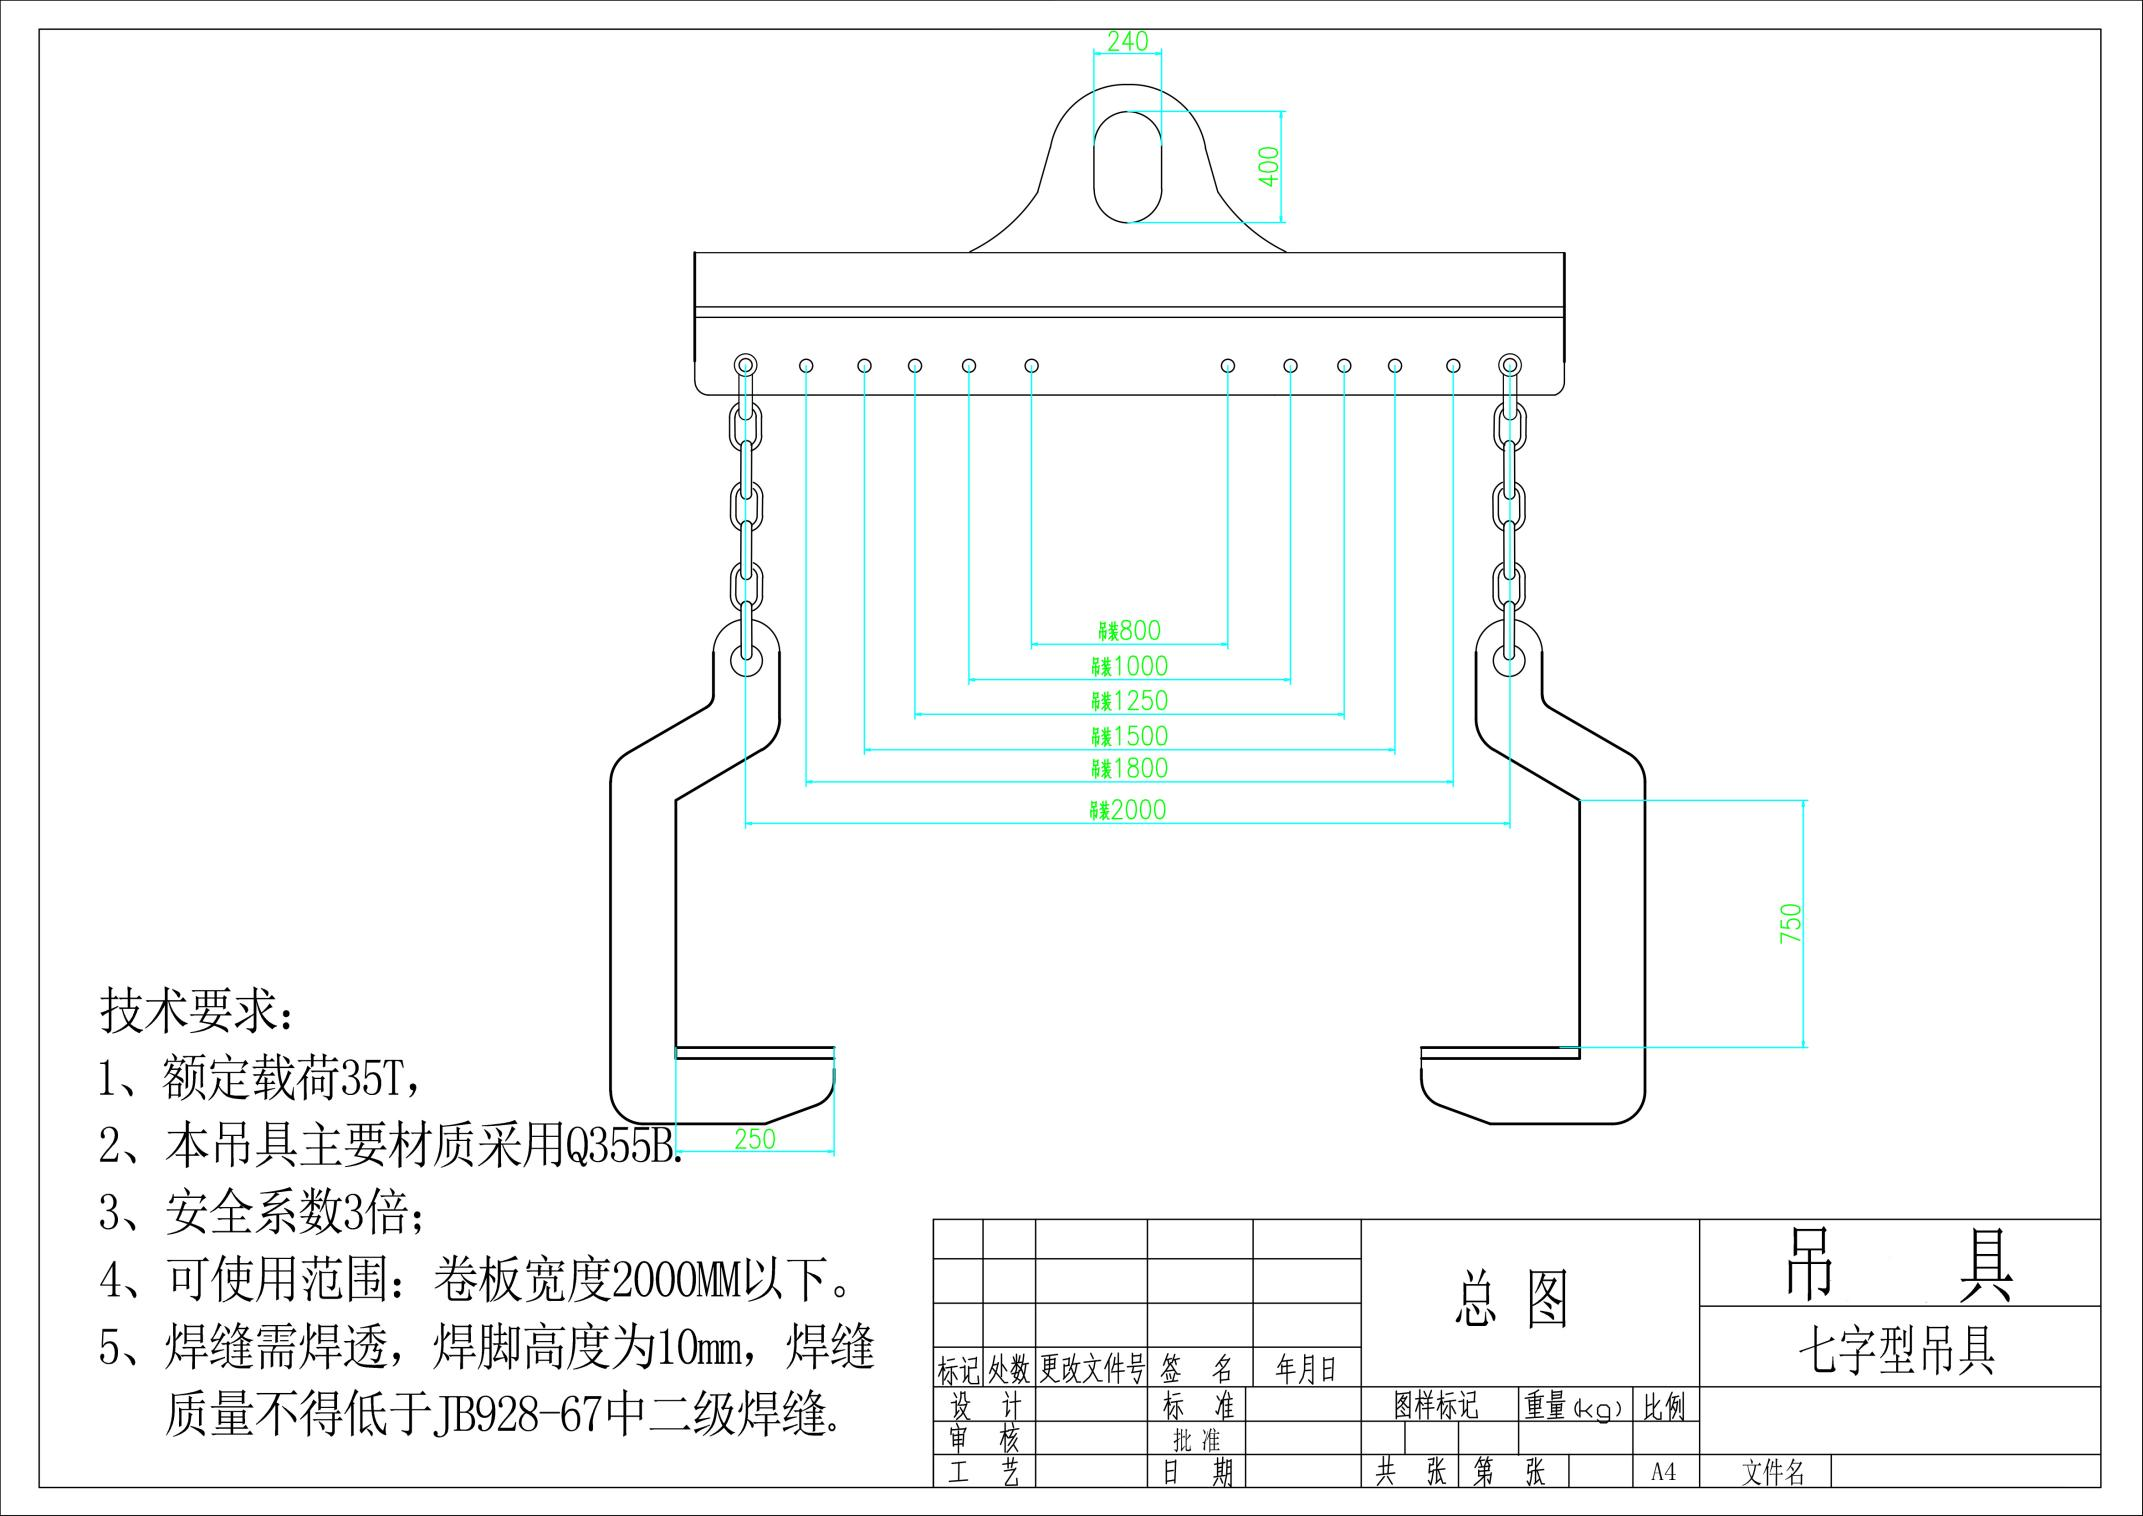 240
400
吊装800
吊装1000
吊装1250
吊装1500
吊装1800
吊装2000
750
250
技术要求：
1、额定载荷35T，
2、本吊具主要材质采用Q355B.
3、安全系数3倍；
4、可使用范围：卷板宽度2000MM以下。
5、焊缝需焊透，焊脚高度为10mm，焊缝
质量不得低于JB928-67中二级焊缝。
总 图
吊 具
七字型吊具
标记 处数 更改文件号 签 名 年月日
设 计 标 准 图样标记 重量(kg) 比例
审 核 批 准
工 艺 日 期 共 张 第 张 A4 文件名